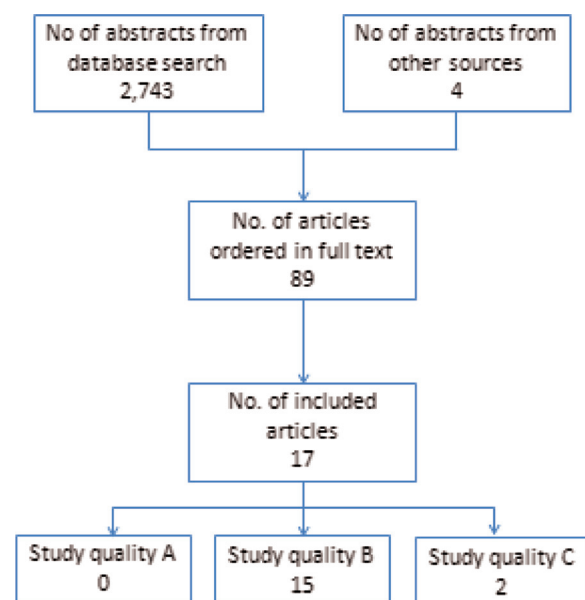 No of abstracts from
database search
2,743
No of abstracts from
other sources
4
No. of articles
ordered in full text
89
No. of included
articles
17
Study quality A
0
Study quality B
15
Study quality C
2